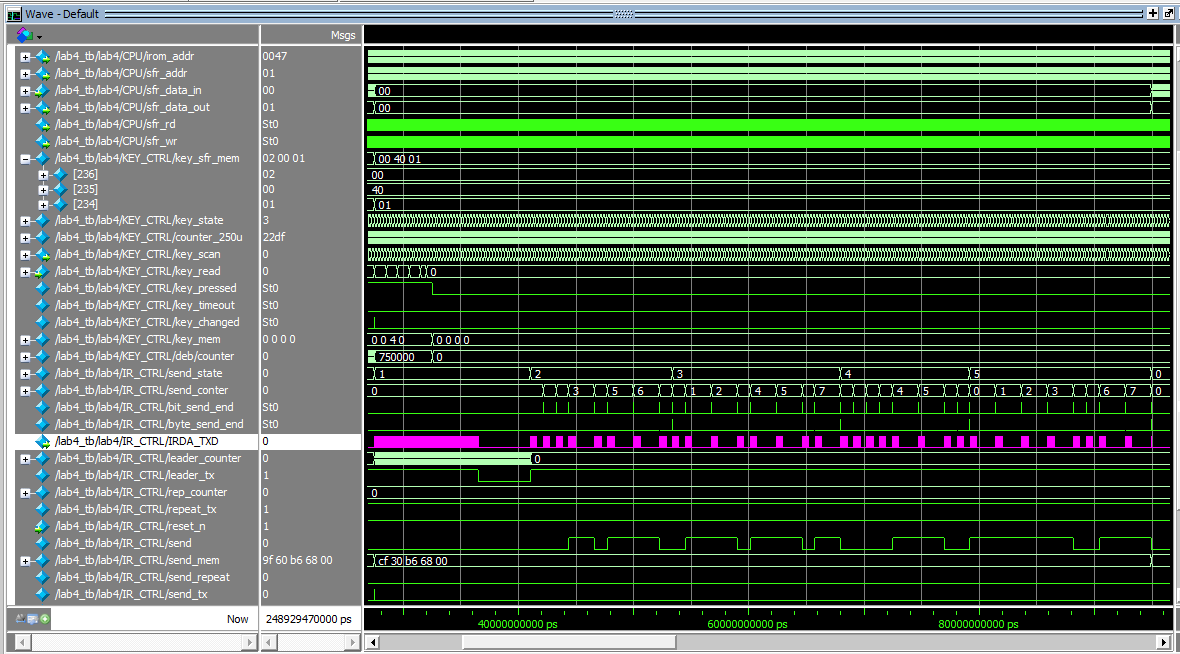 Wave - Default
Msgs
/lab4_tb/lab4/CPU/irom_addr 0047
/lab4_tb/lab4/CPU/sfr_addr 01
/lab4_tb/lab4/CPU/sfr_data_in 00 00
/lab4_tb/lab4/CPU/sfr_data_out 01 00
/lab4_tb/lab4/CPU/sfr_rd St0
/lab4_tb/lab4/CPU/sfr_wr St0
/lab4_tb/lab4/KEY_CTRL/key_sfr_mem 02 00 01 00 40 01
[236] 02 00
[235] 00 40
[234] 01 01
/lab4_tb/lab4/KEY_CTRL/key_state 3
/lab4_tb/lab4/KEY_CTRL/counter_250u 22df
/lab4_tb/lab4/KEY_CTRL/key_scan 0
/lab4_tb/lab4/KEY_CTRL/key_read 0 0
/lab4_tb/lab4/KEY_CTRL/key_pressed St0
/lab4_tb/lab4/KEY_CTRL/key_timeout St0
/lab4_tb/lab4/KEY_CTRL/key_changed St0
/lab4_tb/lab4/KEY_CTRL/key_mem 0 0 0 0 0 0 4 0 0 0 0 0
/lab4_tb/lab4/KEY_CTRL/deb/counter 0 750000 0
/lab4_tb/lab4/IR_CTRL/send_state 0 1 2 3 4 5 0
/lab4_tb/lab4/IR_CTRL/send_conter 0 0 3 5 6 1 2 4 5 7 4 5 0 1 2 3 6 7 0
/lab4_tb/lab4/IR_CTRL/bit_send_end St0
/lab4_tb/lab4/IR_CTRL/byte_send_end St0
/lab4_tb/lab4/IR_CTRL/IRDA_TXD 0
/lab4_tb/lab4/IR_CTRL/leader_counter 0 0
/lab4_tb/lab4/IR_CTRL/leader_tx 1
/lab4_tb/lab4/IR_CTRL/rep_counter 0 0
/lab4_tb/lab4/IR_CTRL/repeat_tx 1
/lab4_tb/lab4/IR_CTRL/reset_n 1
/lab4_tb/lab4/IR_CTRL/send 0
/lab4_tb/lab4/IR_CTRL/send_mem 9f 60 b6 68 00 cf 30 b6 68 00
/lab4_tb/lab4/IR_CTRL/send_repeat 0
/lab4_tb/lab4/IR_CTRL/send_tx 0
Now 248929470000 ps
40000000000 ps 60000000000 ps 80000000000 ps